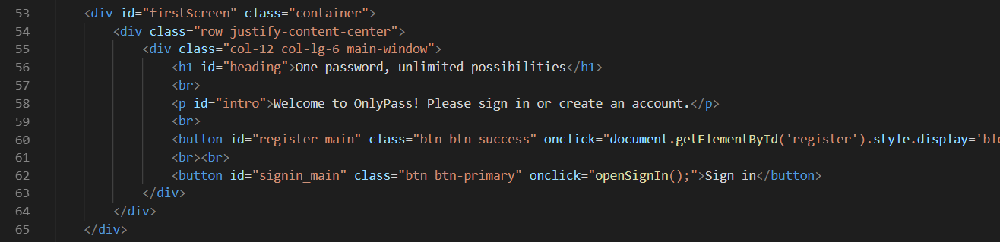 53 <div id="firstScreen" class="container">
54 <div class="row justify-content-center">
55 <div class="col-12 col-lg-6 main-window">
56 <h1 id="heading">One password, unlimited possibilities</h1>
57 <br>
58 <p id="intro">Welcome to OnlyPass! Please sign in or create an account.</p>
59 <br>
60 <button id="register_main" class="btn btn-success" onclick="document.getElementById('register').style.display='blo
61 <br><br>
62 <button id="signin_main" class="btn btn-primary" onclick="openSignIn();">Sign in</button>
63 </div>
64 </div>
65 </div>